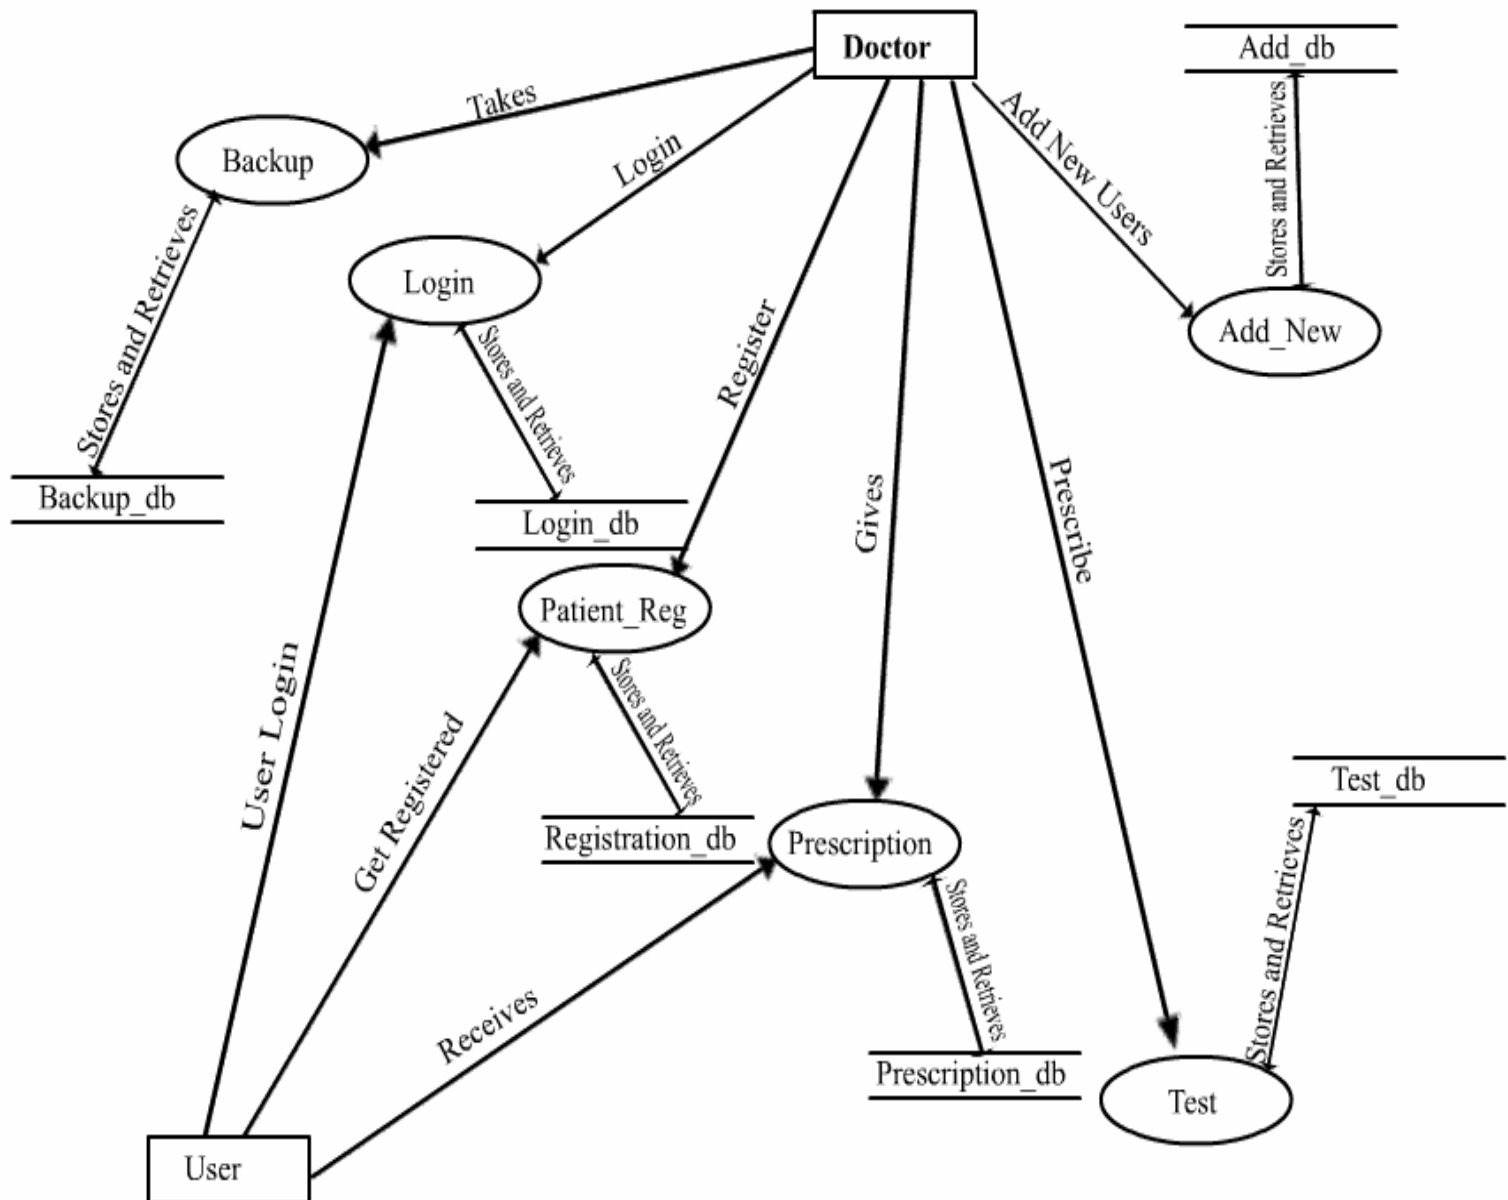 Doctor
Add_db
Takes
Login
Add New Users
Stores and Retrieves
Backup
Stores and Retrieves
Login
Add_New
Stores and Retrieves
Register
Backup_db
Login_db
Gives
Prescribe
Patient_Reg
User Login
Get Registered
Stores and Retrieves
Test_db
Registration_db
Prescription
Stores and Retrieves
Stores and Retrieves
Receives
Prescription_db
Test
User